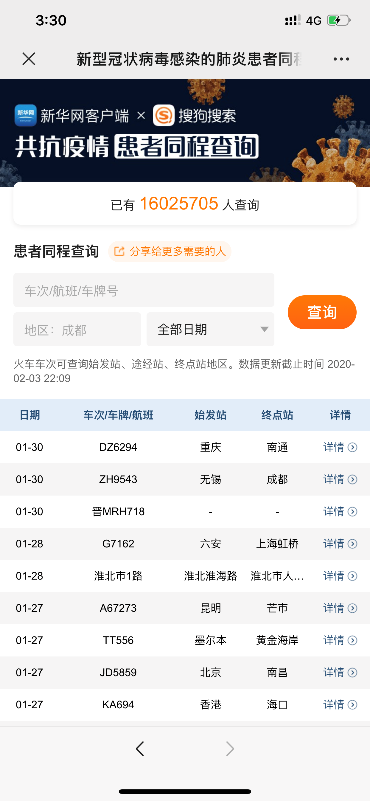 3:30
4G
新型冠状病毒感染的肺炎患者同程
新华网 新华网客户端 × 搜狗搜索
共抗疫情 患者同程查询
已有 16025705 人查询
患者同程查询 分享给更多需要的人
车次/航班/车牌号
地区：成都 全部日期
查询
火车车次可查询始发站、途经站、终点站地区。数据更新截止时间 2020-
02-03 22:09
日期 车次/车牌/航班 始发站 终点站 详情
01-30 DZ6294 重庆 南通 详情
01-30 ZH9543 无锡 成都 详情
01-30 晋MRH718 - - 详情
01-28 G7162 六安 上海虹桥 详情
01-28 淮北市1路 淮北淮海路 淮北市人... 详情
01-27 A67273 昆明 芒市 详情
01-27 TT556 墨尔本 黄金海岸 详情
01-27 JD5859 北京 南昌 详情
01-27 KA694 香港 海口 详情